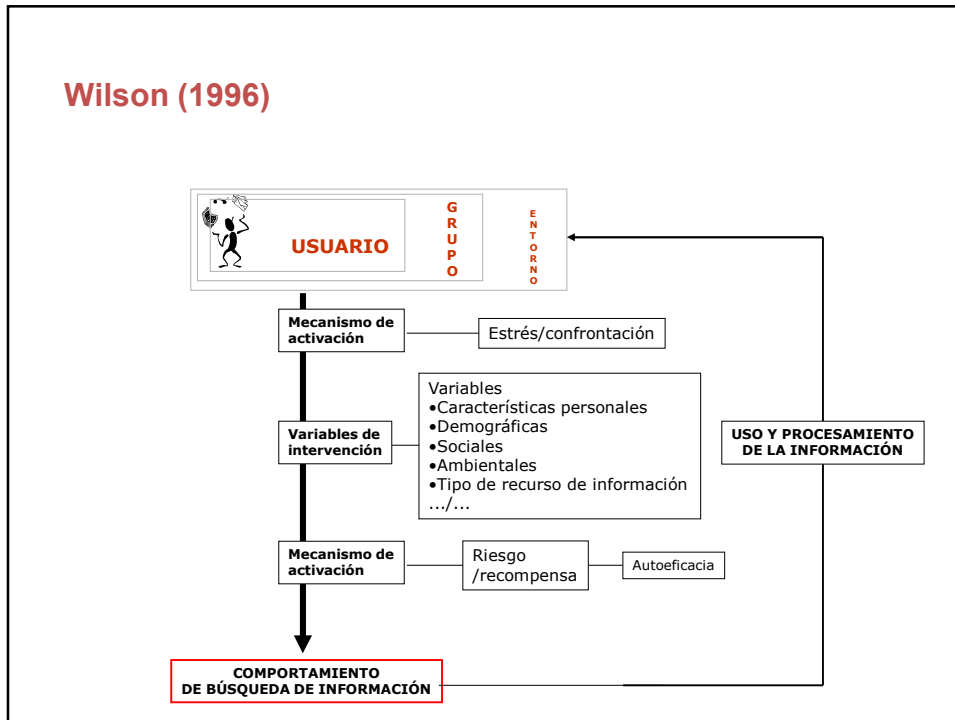 Wilson (1996)
USUARIO
GRUPO
ENTORNO
Mecanismo de
activación
Estrés/confrontación
Variables de
intervención
Variables
•Características personales
•Demográficas
•Sociales
•Ambientales
•Tipo de recurso de información
.../...
USO Y PROCESAMIENTO
DE LA INFORMACIÓN
Mecanismo de
activación
Riesgo
/recompensa
Autoeficacia
COMPORTAMIENTO
DE BÚSQUEDA DE INFORMACIÓN